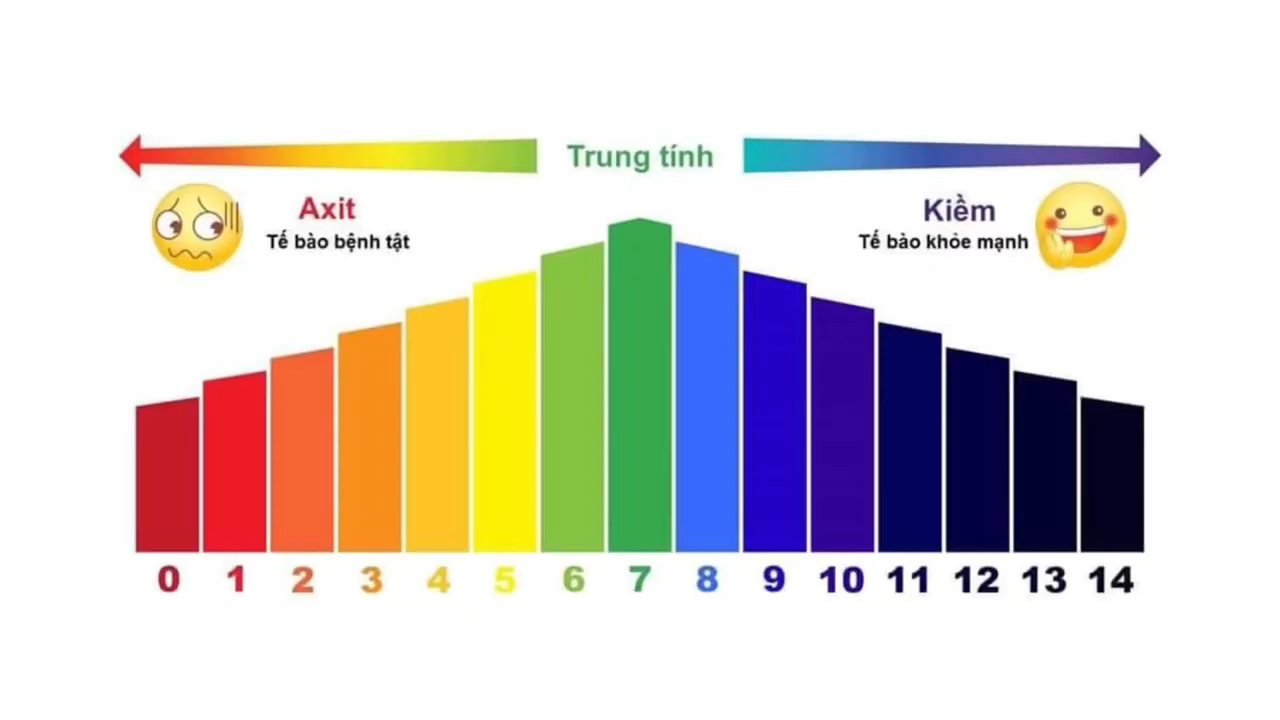 Trung tính
Axit
Tế bào bệnh tật
Kiềm
Tế bào khỏe mạnh
0 1 2 3 4 5 6 7 8 9 10 11 12 13 14